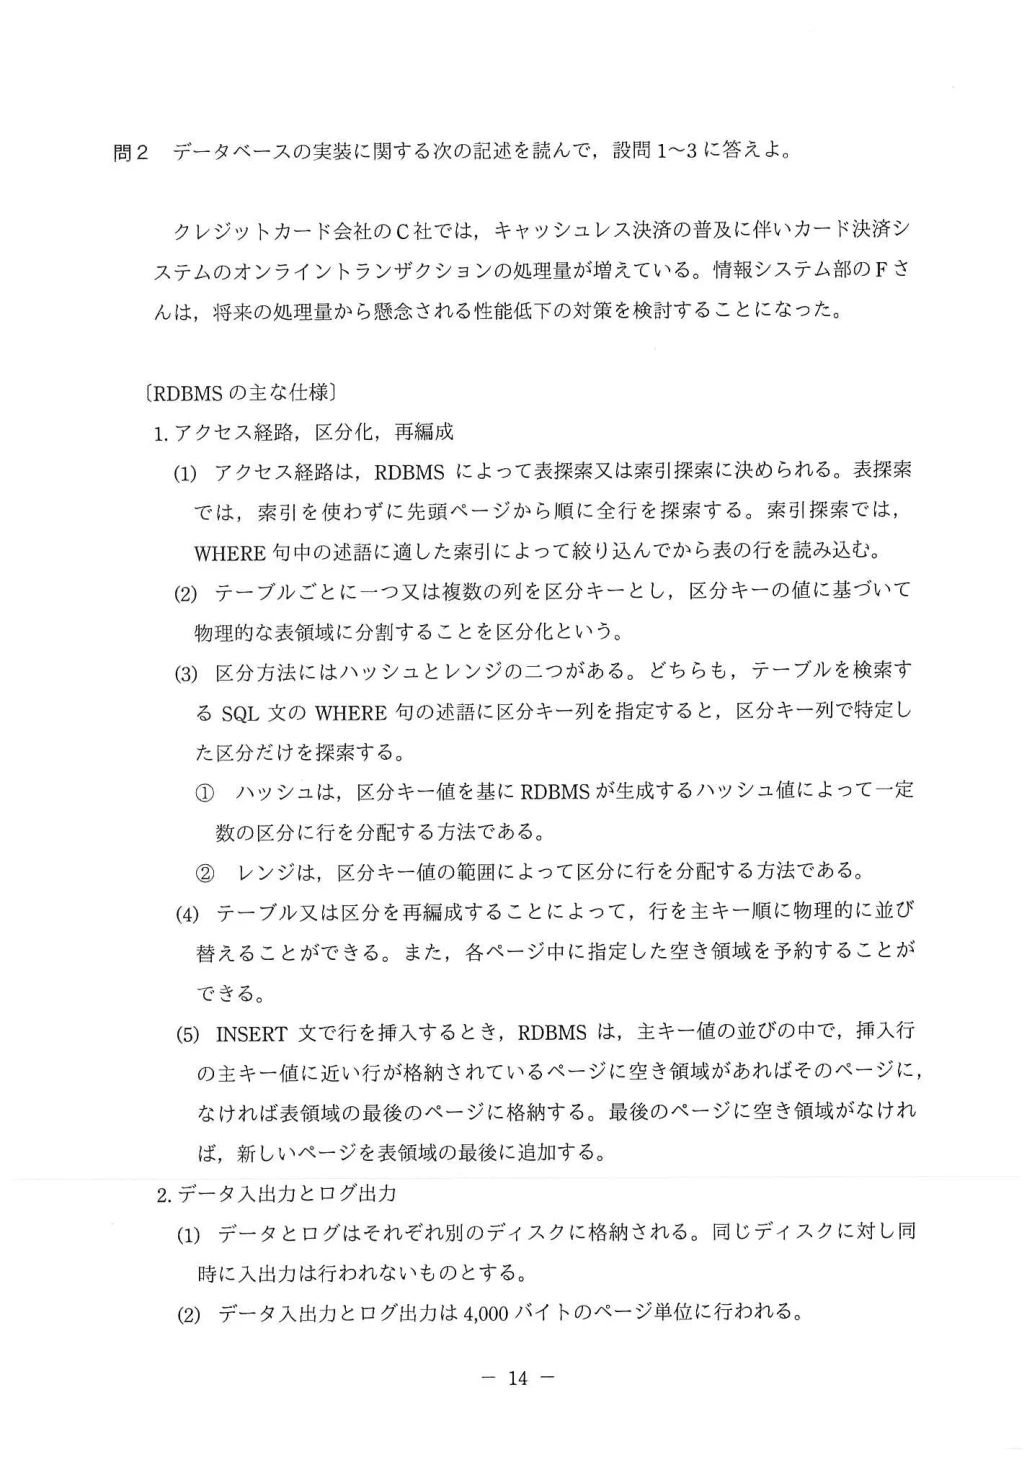 問2 データベースの実装に関する次の記述を読んで，設問1～3に答えよ。
クレジットカード会社のC社では，キャッシュレス決済の普及に伴いカード決済シ
ステムのオンライントランザクションの処理量が増えている。情報システム部のFさ
んは，将来の処理量から懸念される性能低下の対策を検討することになった。
〔RDBMSの主な仕様〕
1. アクセス経路，区分化，再編成
(1) アクセス経路は，RDBMS によって表探索又は索引探索に決められる。表探索
では，索引を使わずに先頭ページから順に全行を探索する。索引探索では，
WHERE句中の述語に適した索引によって絞り込んでから表の行を読み込む。
(2) テーブルごとに一つ又は複数の列を区分キーとし，区分キーの値に基づいて
物理的な表領域に分割することを区分化という。
(3) 区分方法にはハッシュとレンジの二つがある。どちらも，テーブルを検索す
る SQL 文の WHERE 句の述語に区分キー列を指定すると，区分キー列で特定し
た区分だけを探索する。
① ハッシュは，区分キー値を基にRDBMSが生成するハッシュ値によって一定
数の区分に行を分配する方法である。
② レンジは，区分キー値の範囲によって区分に行を分配する方法である。
(4) テーブル又は区分を再編成することによって，行を主キー順に物理的に並び
替えることができる。また，各ページ中に指定した空き領域を予約することが
できる。
(5) INSERT 文で行を挿入するとき，RDBMS は，主キー値の並びの中で，挿入行
の主キー値に近い行が格納されているページに空き領域があればそのページに，
なければ表領域の最後のページに格納する。最後のページに空き領域がなけれ
ば，新しいページを表領域の最後に追加する。
2. データ入出力とログ出力
(1) データとログはそれぞれ別のディスクに格納される。同じディスクに対し同
時に入出力は行われないものとする。
(2) データ入出力とログ出力は4,000バイトのページ単位に行われる。
－ 14 －